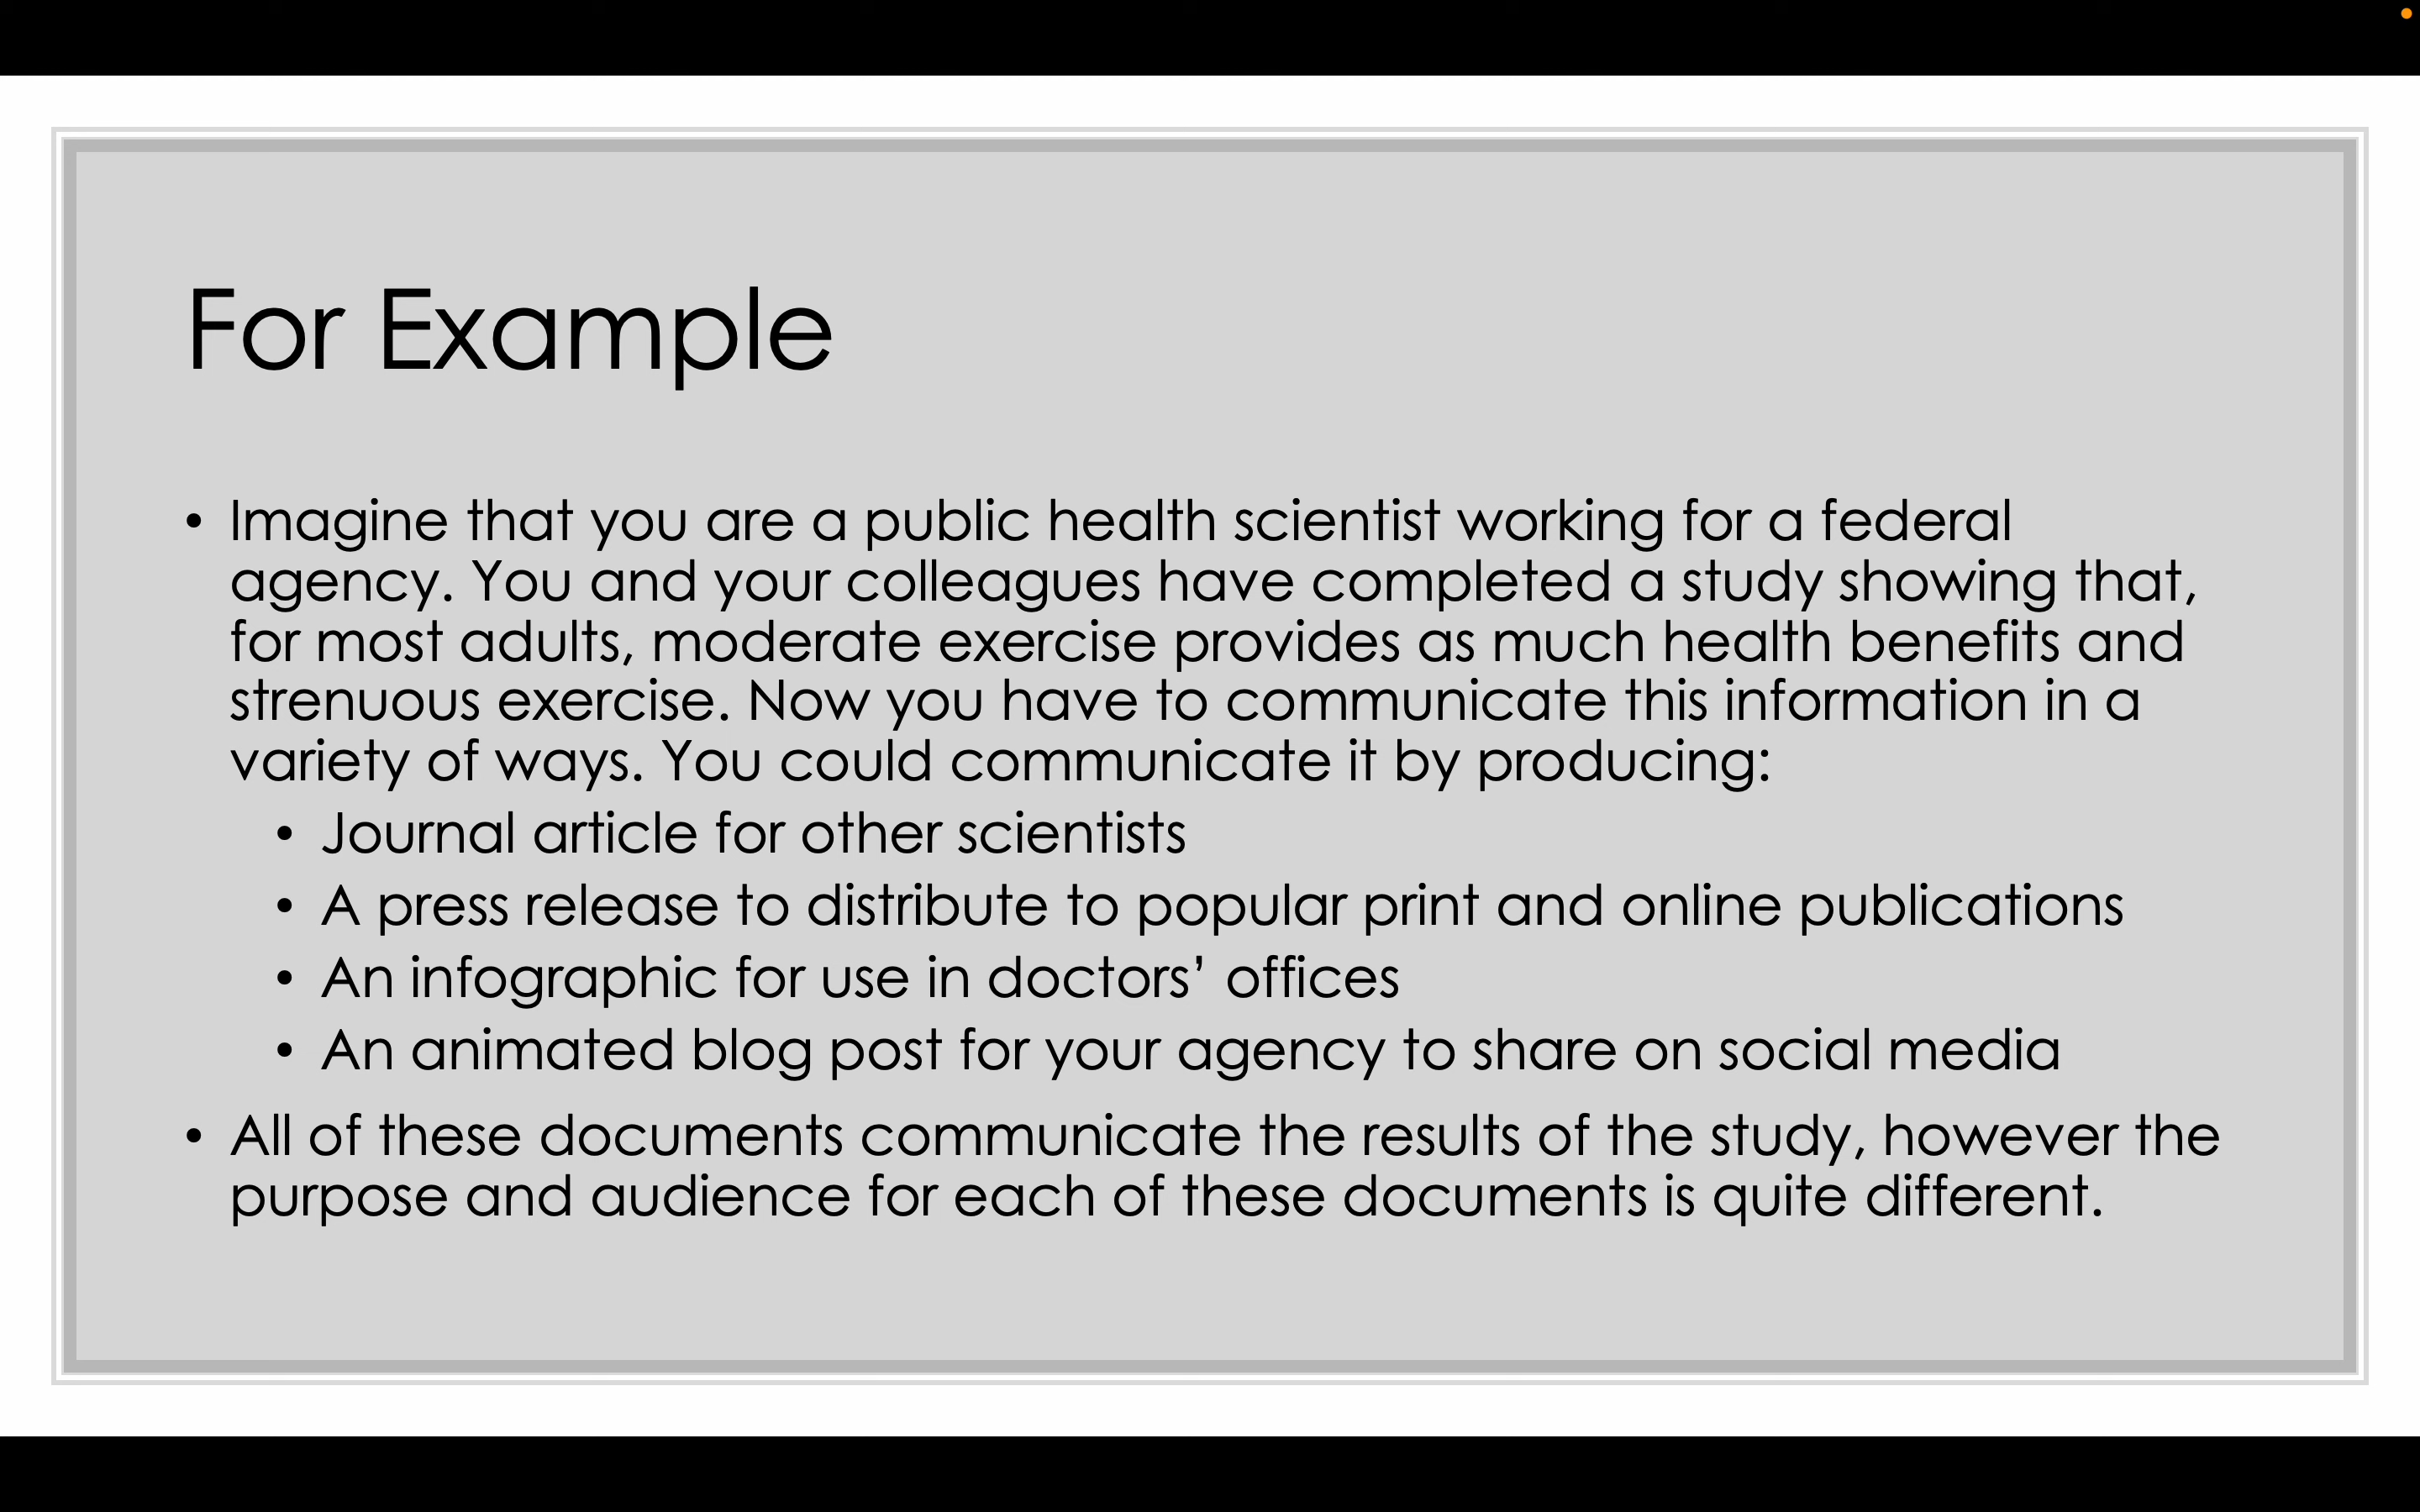 For Example
• Imagine that you are a public health scientist working for a federal
agency. You and your colleagues have completed a study showing that,
for most adults, moderate exercise provides as much health benefits and
strenuous exercise. Now you have to communicate this information in a
variety of ways. You could communicate it by producing:
• Journal article for other scientists
• A press release to distribute to popular print and online publications
• An infographic for use in doctors’ offices
• An animated blog post for your agency to share on social media
• All of these documents communicate the results of the study, however the
purpose and audience for each of these documents is quite different.